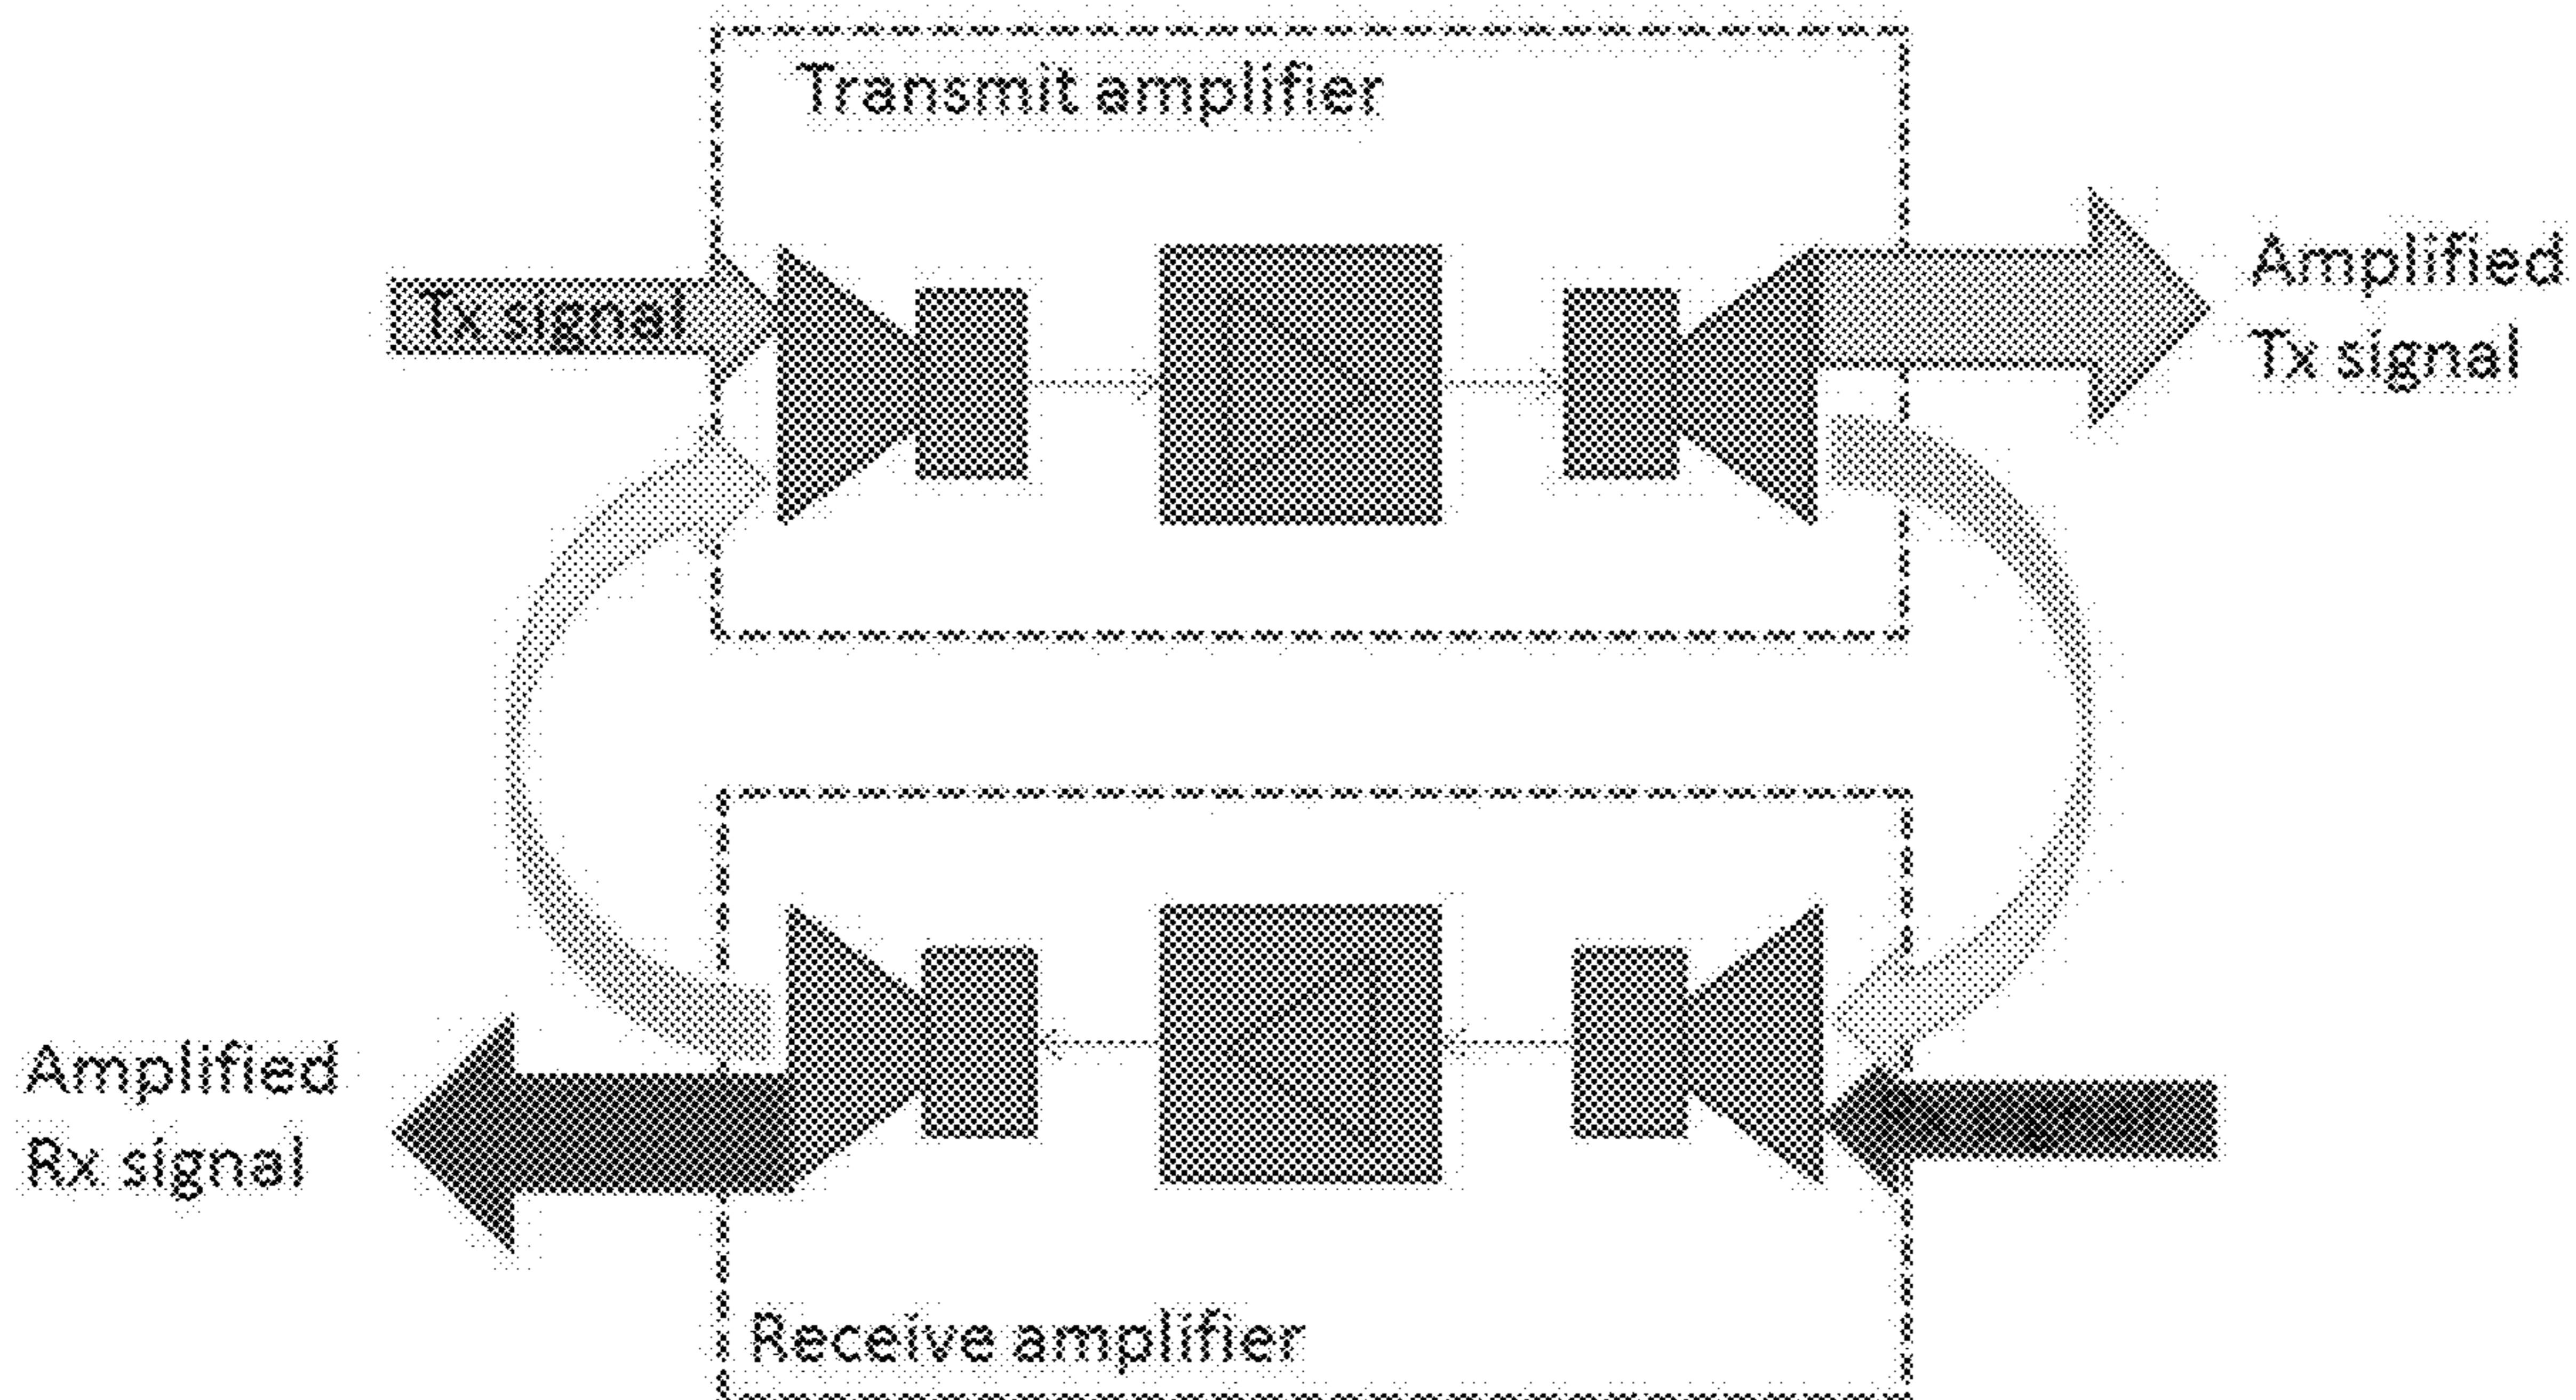 Transmit amplifier
Tx signal
Amplified
Tx signal
Amplified
Rx signal
Receive amplifier